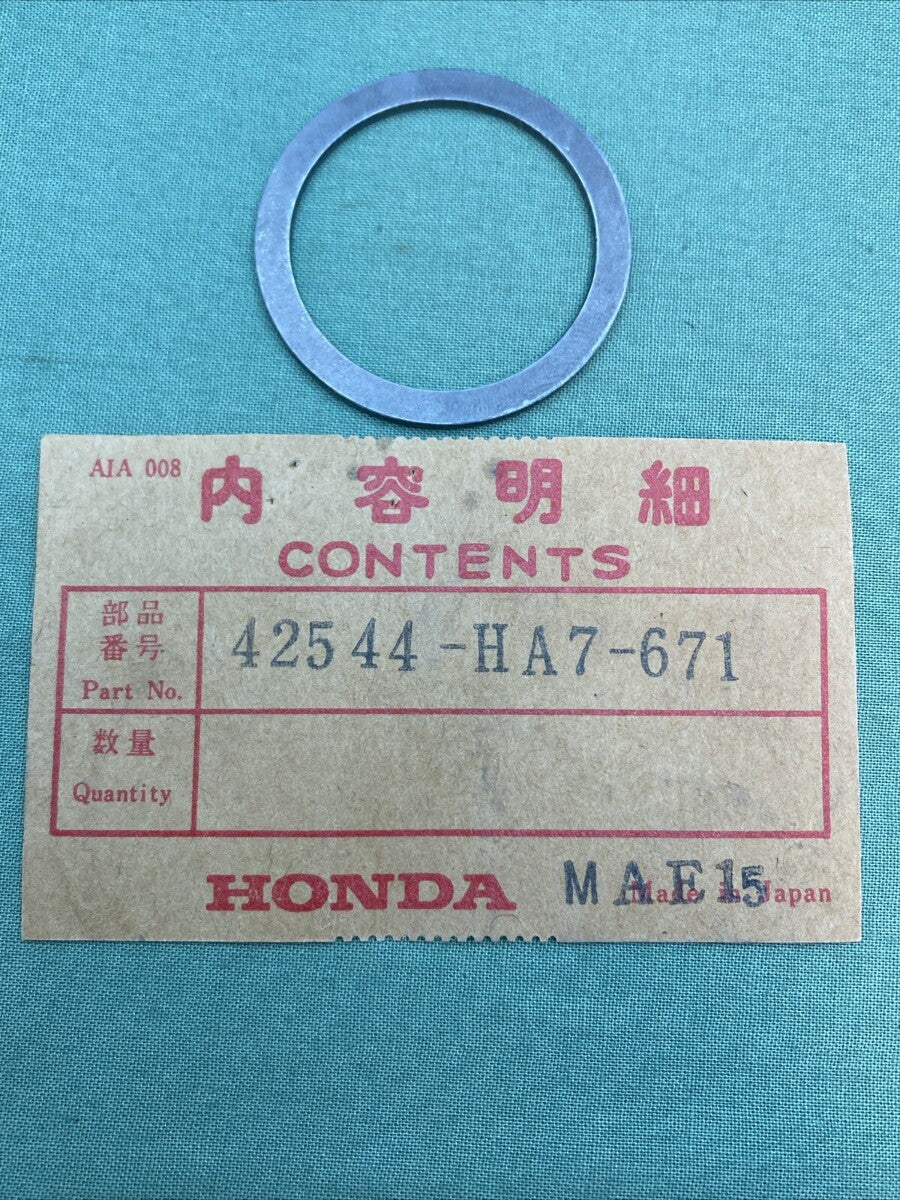 AIA 008
内容明細
CONTENTS
部品
番号
Part No.
42544-HA7-671
数量
Quantity
HONDA
MAE15
Made in Japan